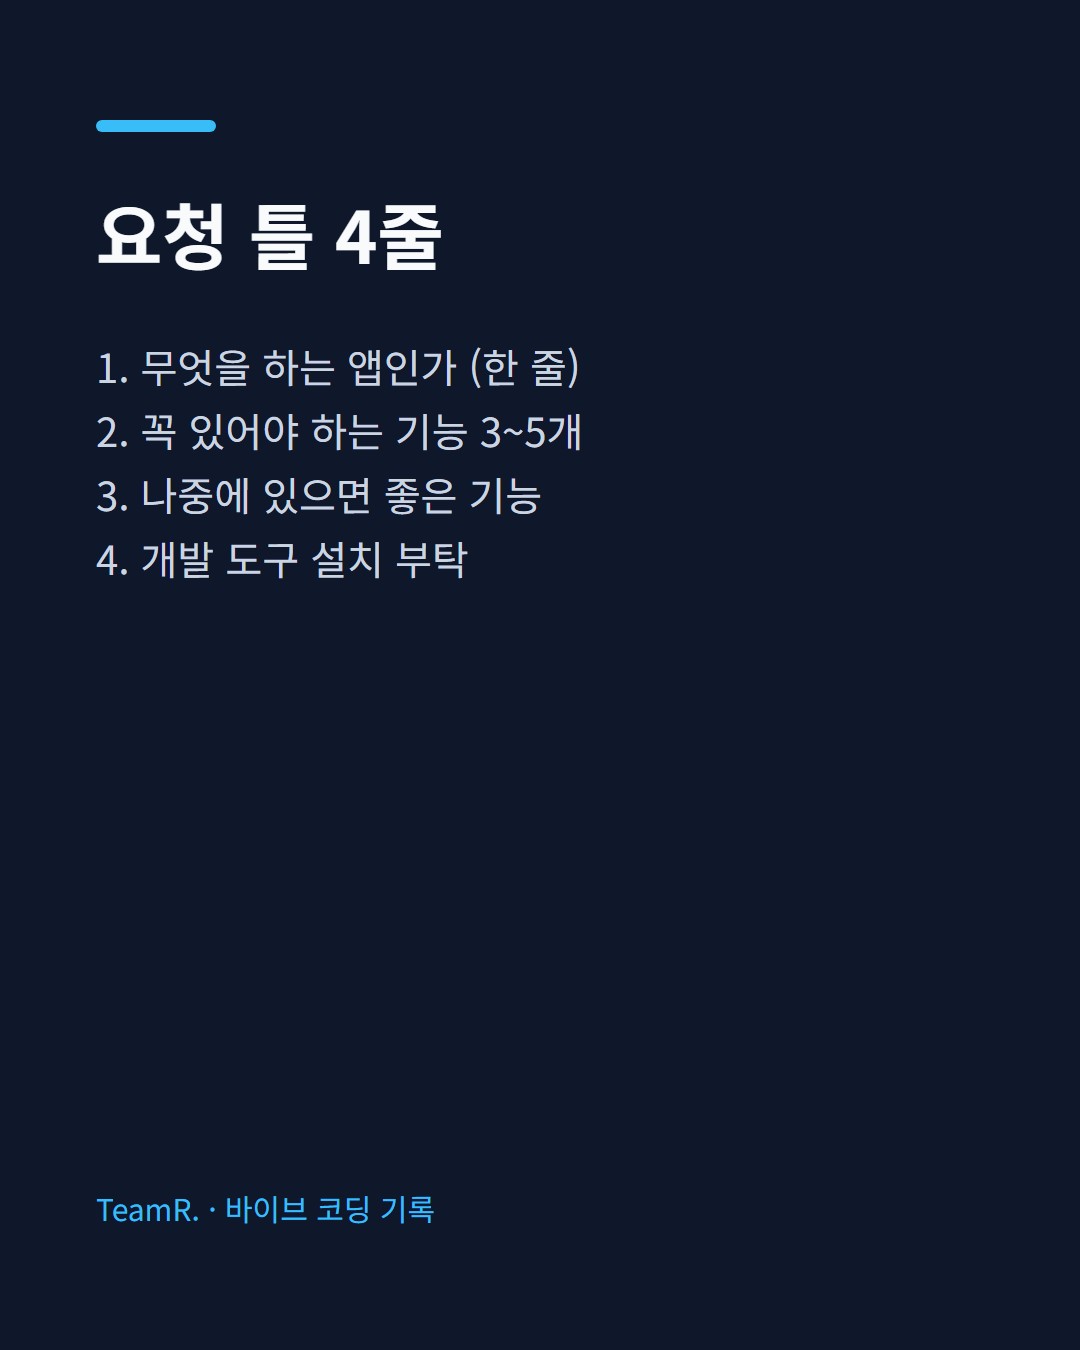 요청 틀 4줄
1. 무엇을 하는 앱인가 (한 줄)
2. 꼭 있어야 하는 기능 3~5개
3. 나중에 있으면 좋은 기능
4. 개발 도구 설치 부탁
TeamR. · 바이브 코딩 기록